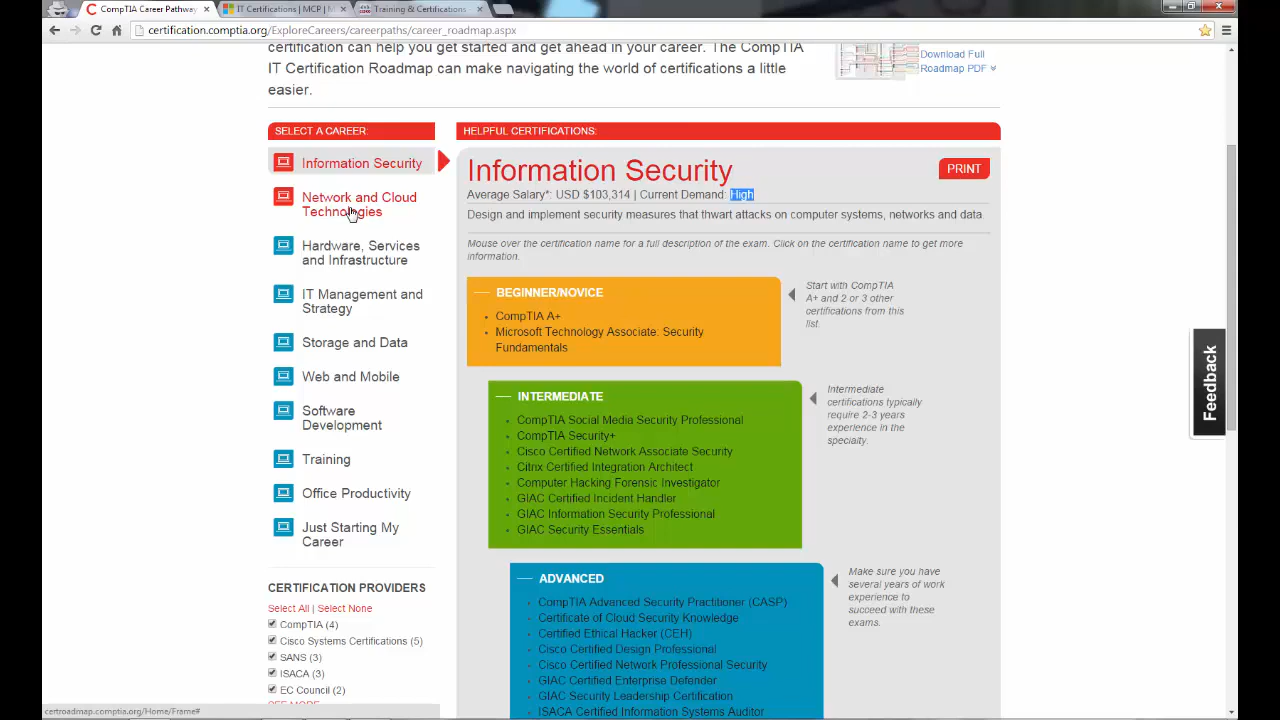 CompTIA Career Pathway
IT Certifications | MCP | M
Training & Certifications
certification.comptia.org/ExploreCareers/careerpaths/career_roadmap.aspx
certification can help you get started and get ahead in your career. The CompTIA
IT Certification Roadmap can make navigating the world of certifications a little
easier.
Download Full
Roadmap PDF
SELECT A CAREER:
Information Security
Network and Cloud
Technologies
Hardware, Services
and Infrastructure
IT Management and
Strategy
Storage and Data
Web and Mobile
Software
Development
Training
Office Productivity
Just Starting My
Career
CERTIFICATION PROVIDERS
Select All | Select None
CompTIA (4)
Cisco Systems Certifications (5)
SANS (3)
ISACA (3)
EC Council (2)
SEE MORE
HELPFUL CERTIFICATIONS:
Information Security
PRINT
Average Salary*: USD $103,314 | Current Demand: High
Design and implement security measures that thwart attacks on computer systems, networks and data.
Mouse over the certification name for a full description of the exam. Click on the certification name to get more
information.
BEGINNER/NOVICE
CompTIA A+
Microsoft Technology Associate: Security
Fundamentals
Start with CompTIA
A+ and 2 or 3 other
certifications from this
list.
INTERMEDIATE
CompTIA Social Media Security Professional
CompTIA Security+
Cisco Certified Network Associate Security
Citrix Certified Integration Architect
Computer Hacking Forensic Investigator
GIAC Certified Incident Handler
GIAC Information Security Professional
GIAC Security Essentials
Intermediate
certifications typically
require 2-3 years
experience in the
specialty.
ADVANCED
CompTIA Advanced Security Practitioner (CASP)
Certificate of Cloud Security Knowledge
Certified Ethical Hacker (CEH)
Cisco Certified Design Professional
Cisco Certified Network Professional Security
GIAC Certified Enterprise Defender
GIAC Security Leadership Certification
ISACA Certified Information Systems Auditor
Make sure you have
several years of work
experience to
succeed with these
exams.
Feedback
certroadmap.comptia.org/Home/Frame#